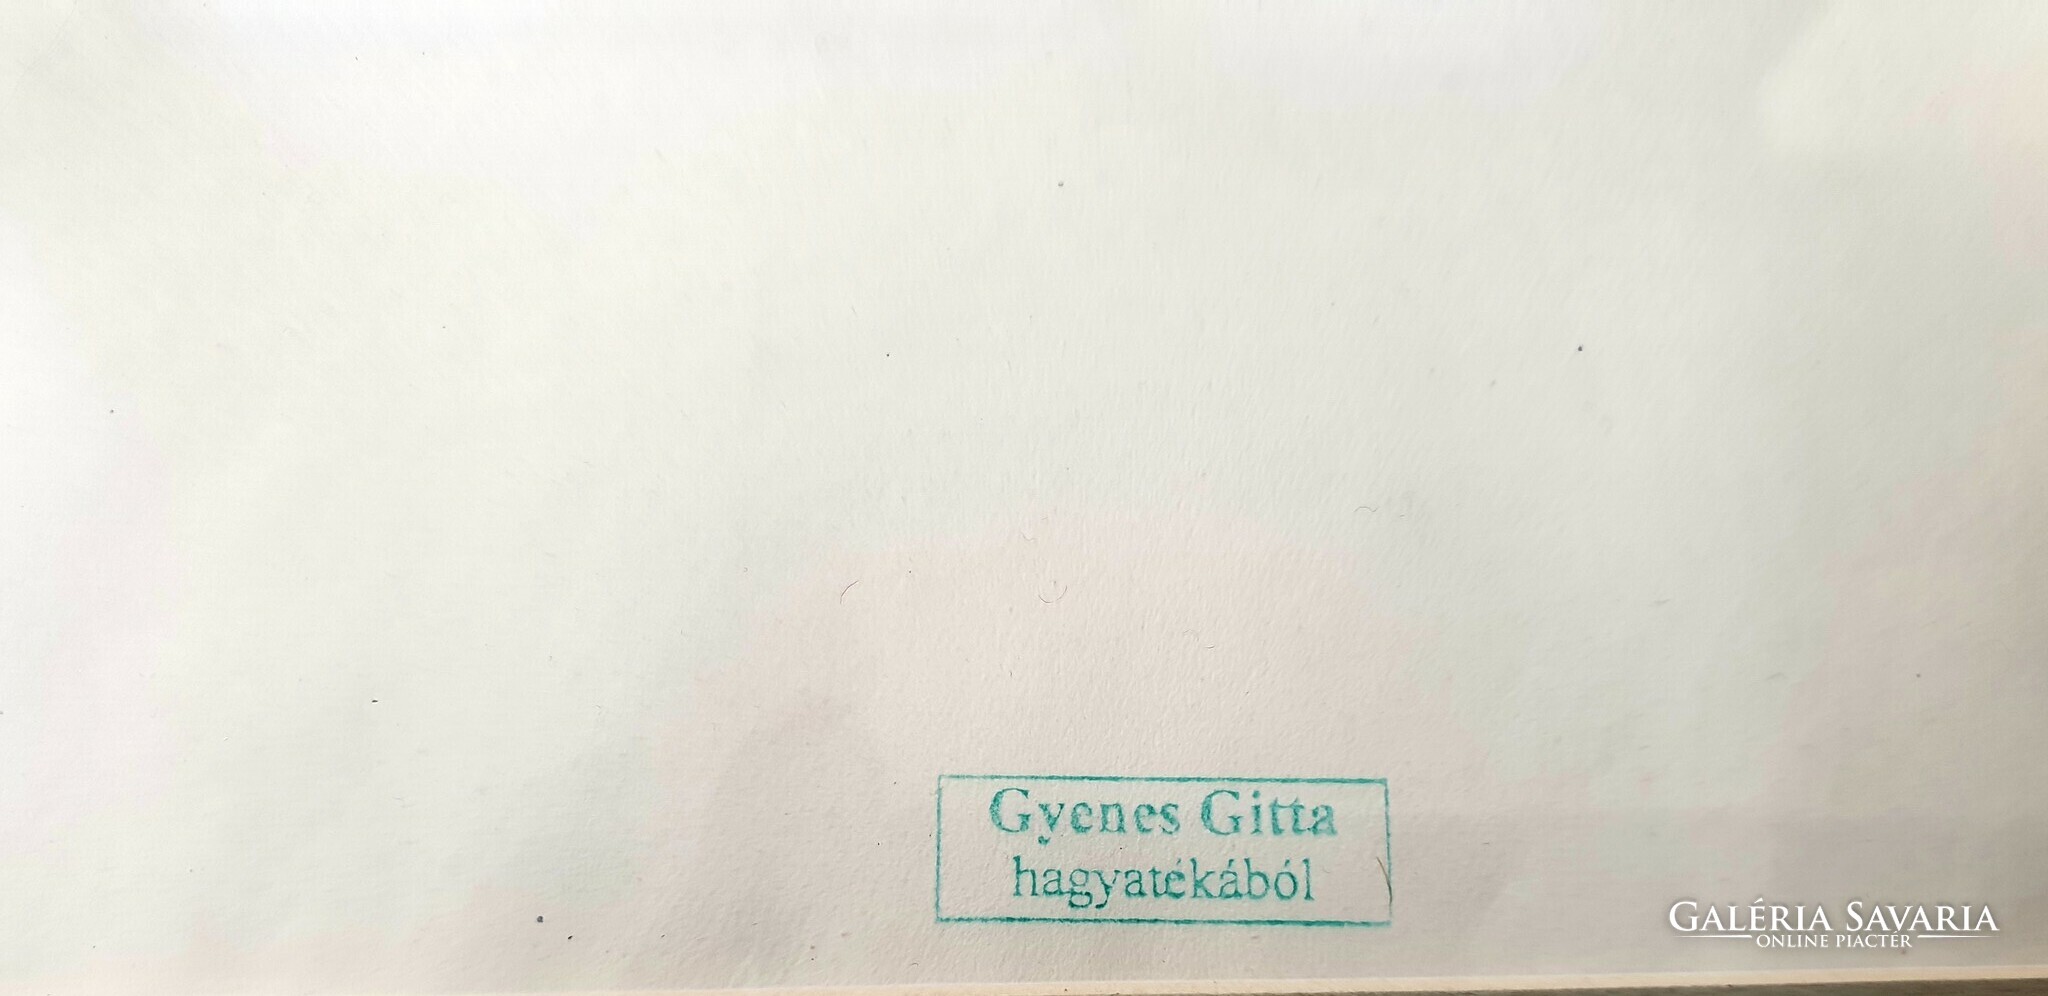 Gyenes Gitta
hagyatékából
GALÉRIA SAVARIA
ONLINE PIACTÉR